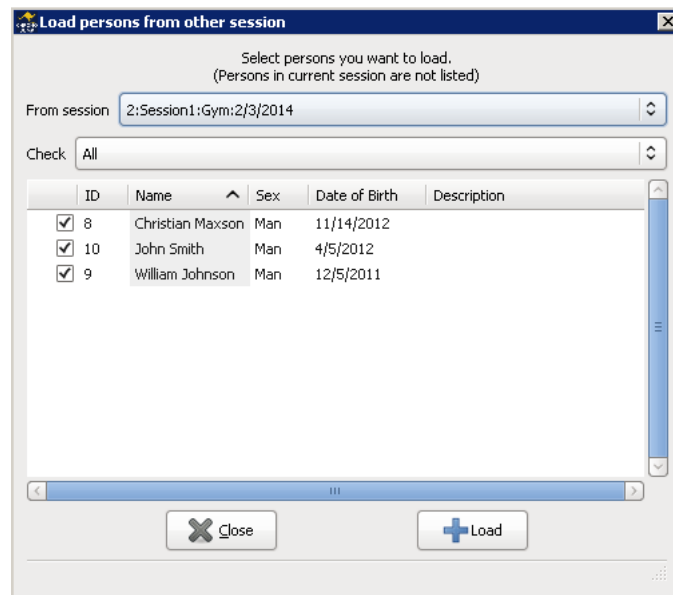 Load persons from other session
Select persons you want to load.
(Persons in current session are not listed)
From session 2:Session1:Gym:2/3/2014
Check All
ID Name Sex Date of Birth Description
8 Christian Maxson Man 11/14/2012
10 John Smith Man 4/5/2012
9 William Johnson Man 12/5/2011
Close Load